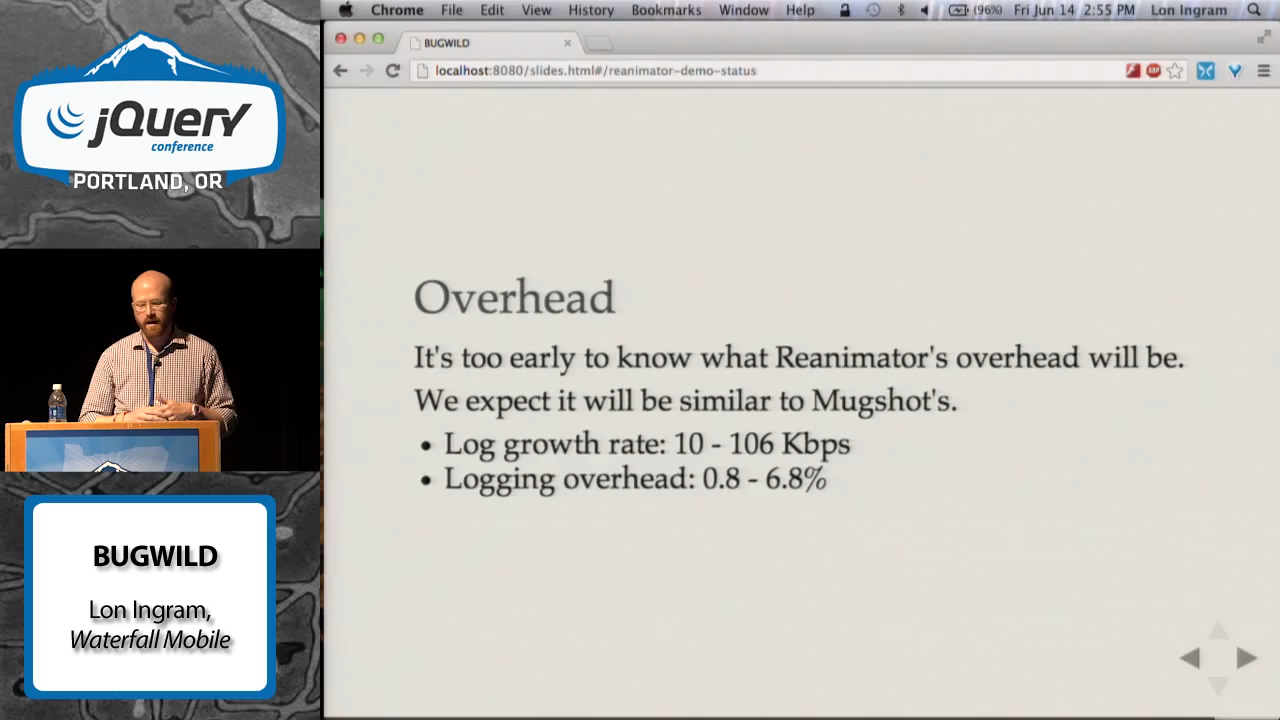 jQuery
conference
PORTLAND, OR
BUGWILD
Lon Ingram,
Waterfall Mobile
Chrome File Edit View History Bookmarks Window Help (96%) Fri Jun 14 2:55 PM Lon Ingram
BUGWILD
localhost:8080/slides.html#/reanimator-demo-status
ABP
Overhead
It's too early to know what Reanimator's overhead will be.
We expect it will be similar to Mugshot's.
• Log growth rate: 10 - 106 Kbps
• Logging overhead: 0.8 - 6.8%